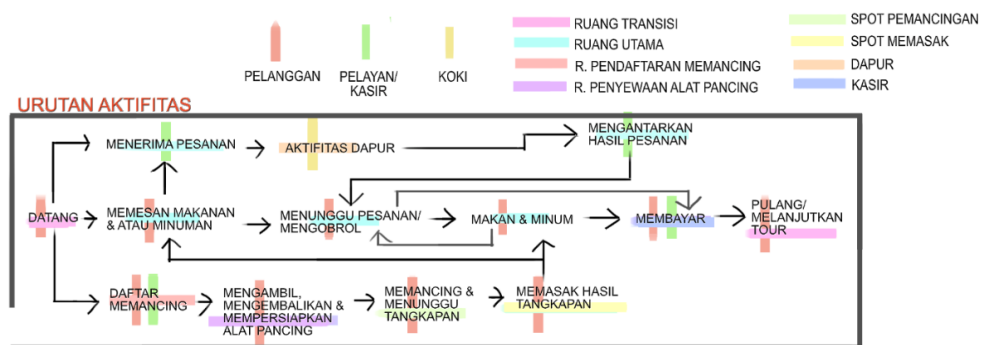 RUANG TRANSISI
RUANG UTAMA
R. PENDAFTARAN MEMANCING
R. PENYEWAAN ALAT PANCING
SPOT PEMANCINGAN
SPOT MEMASAK
DAPUR
KASIR
PELANGGAN
PELAYAN/
KASIR
KOKI
URUTAN AKTIFITAS
MENERIMA PESANAN
AKTIFITAS DAPUR
MENGANTARKAN
HASIL PESANAN
DATANG
MEMESAN MAKANAN
& ATAU MINUMAN
MENUNGGU PESANAN/
MENGOBROL
MAKAN & MINUM
MEMBAYAR
PULANG/
MELANJUTKAN
TOUR
DAFTAR
MEMANCING
MENGAMBIL,
MENGEMBALIKAN &
MEMPERSIAPKAN
ALAT PANCING
MEMANCING &
MENUNGGU
TANGKAPAN
MEMASAK HASIL
TANGKAPAN